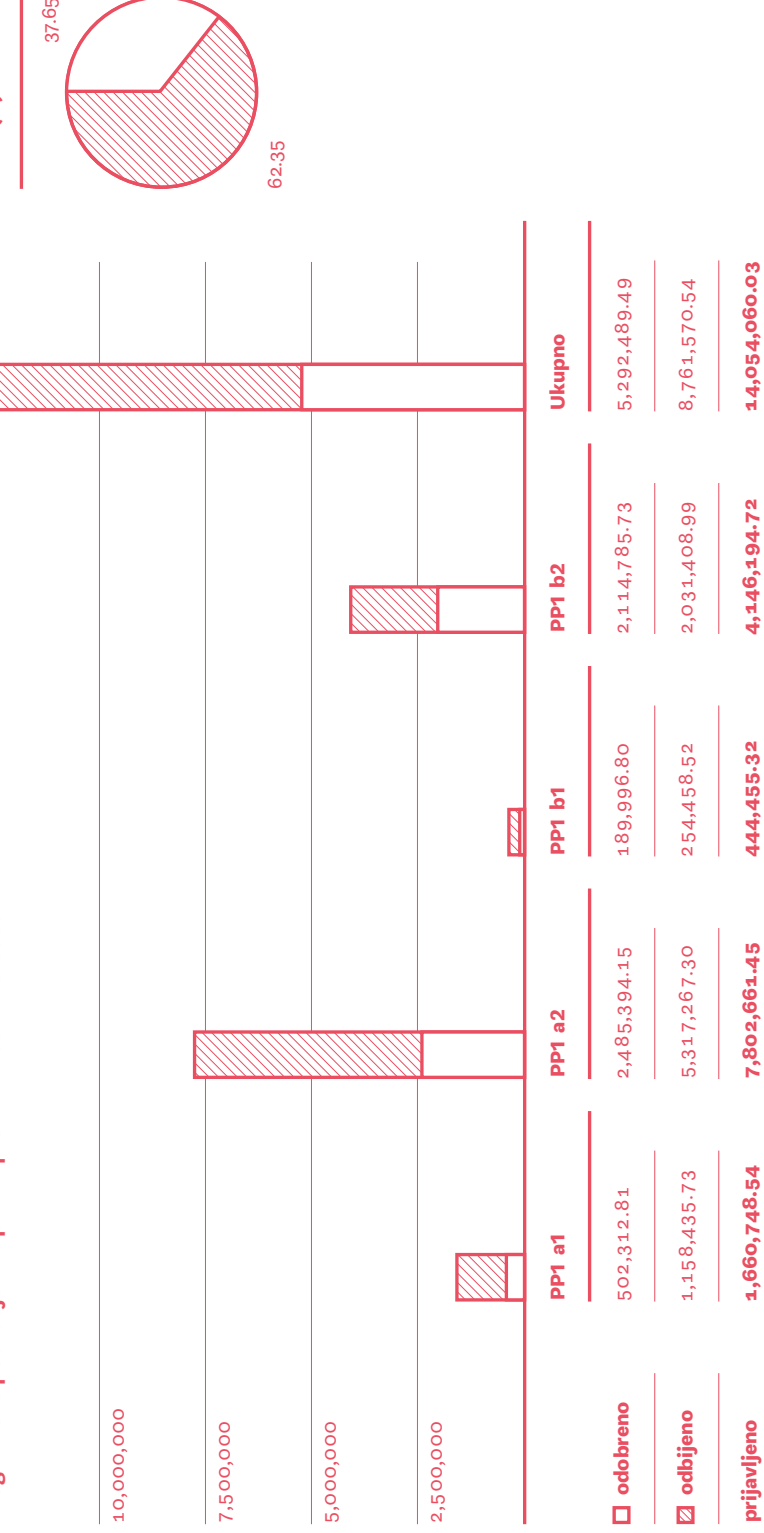 37.65
62.35
10,000,000
7,500,000
5,000,000
2,500,000
PP1 a1 PP1 a2 PP1 b1 PP1 b2 Ukupno
odobreno 502,312.81 2,485,394.15 189,996.80 2,114,785.73 5,292,489.49
odbijeno 1,158,435.73 5,317,267.30 254,458.52 2,031,408.99 8,761,570.54
prijavljeno 1,660,748.54 7,802,661.45 444,455.32 4,146,194.72 14,054,060.03